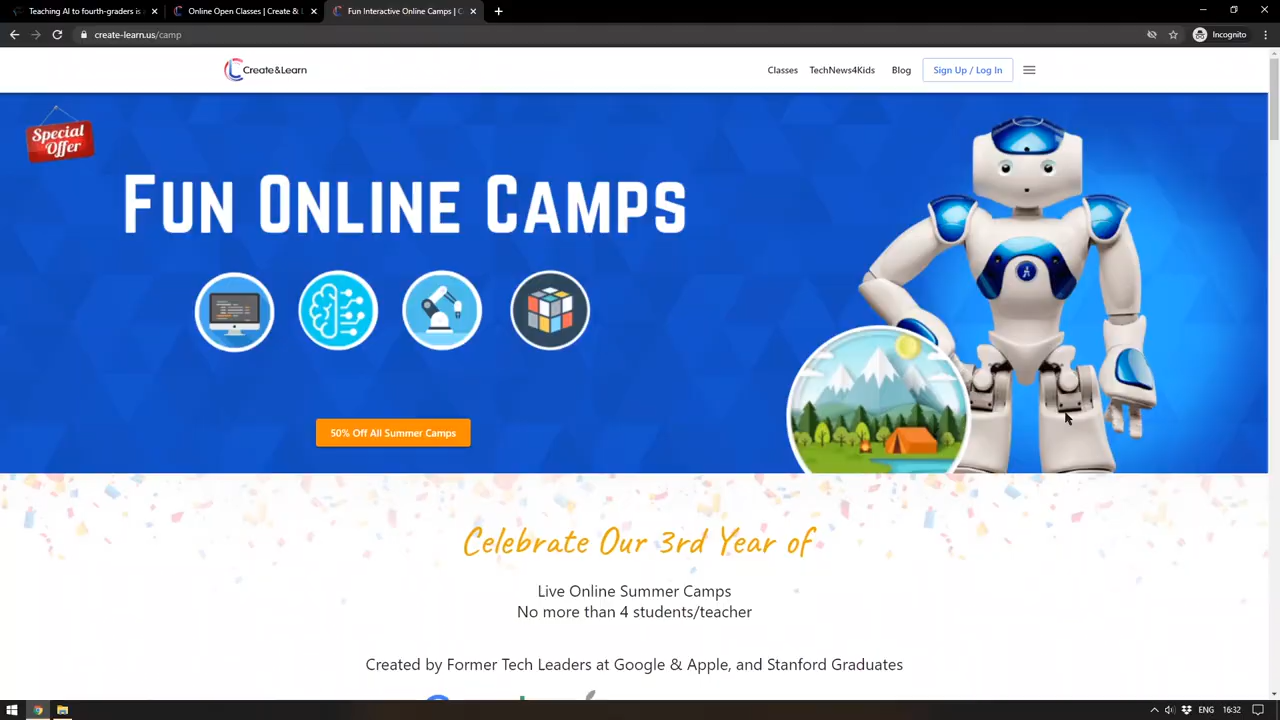 Teaching AI to fourth-graders is
Online Open Classes | Create & L
Fun Interactive Online Camps | C
create-learn.us/camp
Incognito
Create&Learn
Classes
TechNews4Kids
Blog
Sign Up / Log In
Special
Offer
FUN ONLINE CAMPS
50% Off All Summer Camps
Celebrate Our 3rd Year of
Live Online Summer Camps
No more than 4 students/teacher
Created by Former Tech Leaders at Google & Apple, and Stanford Graduates
ENG
16:32